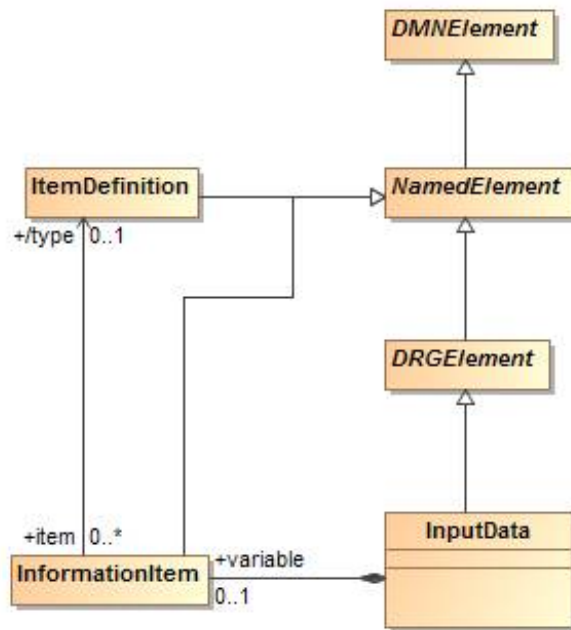 DMNElement
ItemDefinition
NamedElement
+/type 0..1
DRGElement
+item 0..*
InputData
+variable
InformationItem
0..1